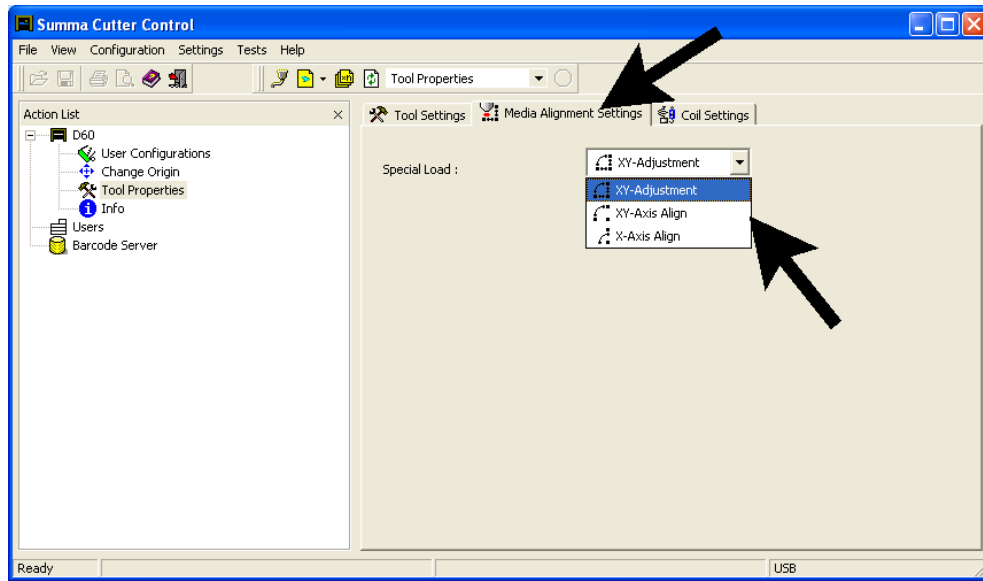 Summa Cutter Control
File View Configuration Settings Tests Help
Tool Properties
Action List
D60
User Configurations
Change Origin
Tool Properties
Info
Users
Barcode Server
Tool Settings Media Alignment Settings Coil Settings
Special Load :
XY-Adjustment
XY-Adjustment
XY-Axis Align
X-Axis Align
Ready USB